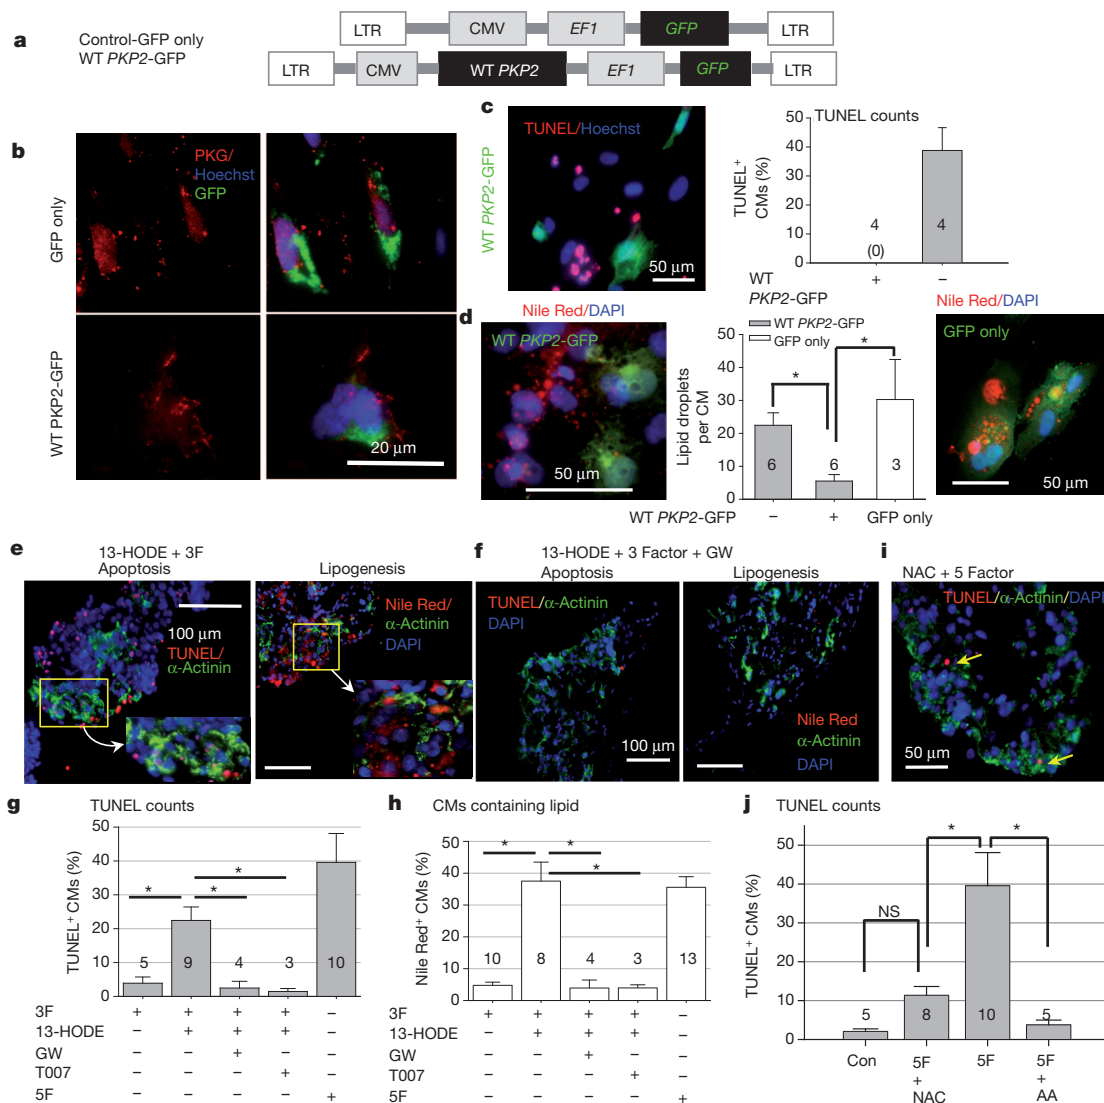 a
Control-GFP only
WT PKP2-GFP
LTR CMV EF1 GFP LTR
LTR CMV WT PKP2 EF1 GFP LTR
b
PKG/
Hoechst
GFP
GFP only
WT PKP2-GFP
20 µm
c
TUNEL/Hoechst
WT PKP2-GFP
50 µm
TUNEL counts
TUNEL+ CMs (%)
50
40
30
20
10
0
4
(0)
4
WT
PKP2-GFP
+ –
d
Nile Red/DAPI
WT PKP2-GFP
50 µm
WT PKP2-GFP
GFP only
Lipid droplets
per CM
50
40
30
20
10
0
* *
6 6 3
WT PKP2-GFP – + GFP only
Nile Red/DAPI
GFP only
50 µm
e
13-HODE + 3F
Apoptosis
100 µm
TUNEL/
α-Actinin
Lipogenesis
Nile Red/
α-Actinin
DAPI
f
13-HODE + 3 Factor + GW
Apoptosis
TUNEL/α-Actinin
DAPI
100 µm
Lipogenesis
Nile Red
α-Actinin
DAPI
i
NAC + 5 Factor
TUNEL/α-Actinin/DAPI
50 µm
g
TUNEL counts
TUNEL+ CMs (%)
50
40
30
20
10
0
* * *
5 9 4 3 10
3F + + + + –
13-HODE – + + + –
GW – – + – –
T007 – – – + –
5F – – – – +
h
CMs containing lipid
Nile Red+ CMs (%)
50
40
30
20
10
0
* * *
10 8 4 3 13
3F + + + + –
13-HODE – + + + –
GW – – + – –
T007 – – – + –
5F – – – – +
j
TUNEL counts
TUNEL+ CMs (%)
50
40
30
20
10
0
NS * *
5 8 10 5
Con 5F + NAC 5F 5F + AA